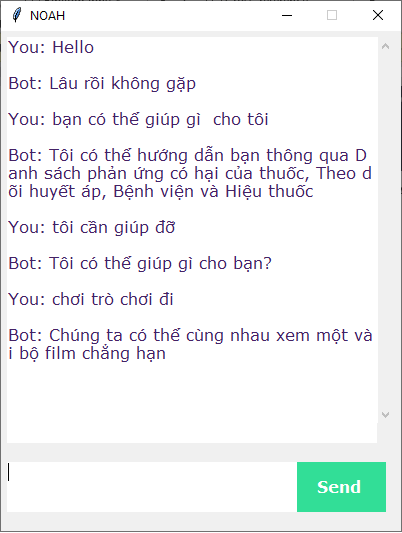 NOAH
You: Hello
Bot: Lâu rồi không gặp
You: bạn có thể giúp gì  cho tôi
Bot: Tôi có thể hướng dẫn bạn thông qua D
anh sách phản ứng có hại của thuốc, Theo d
õi huyết áp, Bệnh viện và Hiệu thuốc
You: tôi cần giúp đỡ
Bot: Tôi có thể giúp gì cho bạn?
You: chơi trò chơi đi
Bot: Chúng ta có thể cùng nhau xem một và
i bộ film chẳng hạn
Send